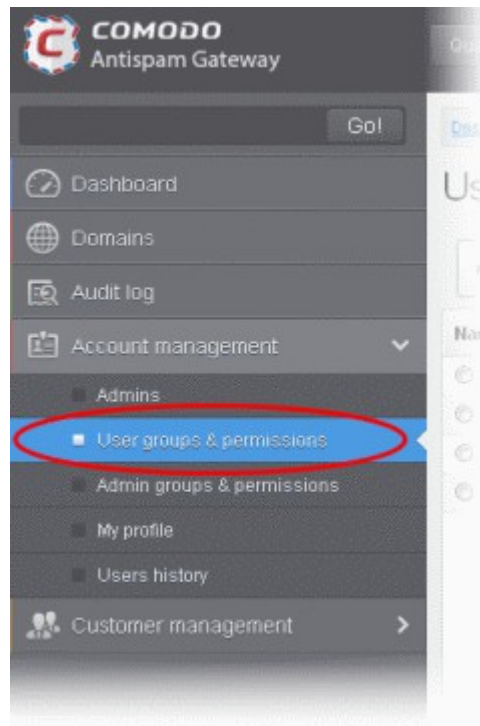 COMODO
Antispam Gateway
Go!
Dashboard
Domains
Audit log
Account management
Admins
User groups & permissions
Admin groups & permissions
My profile
Users history
Customer management